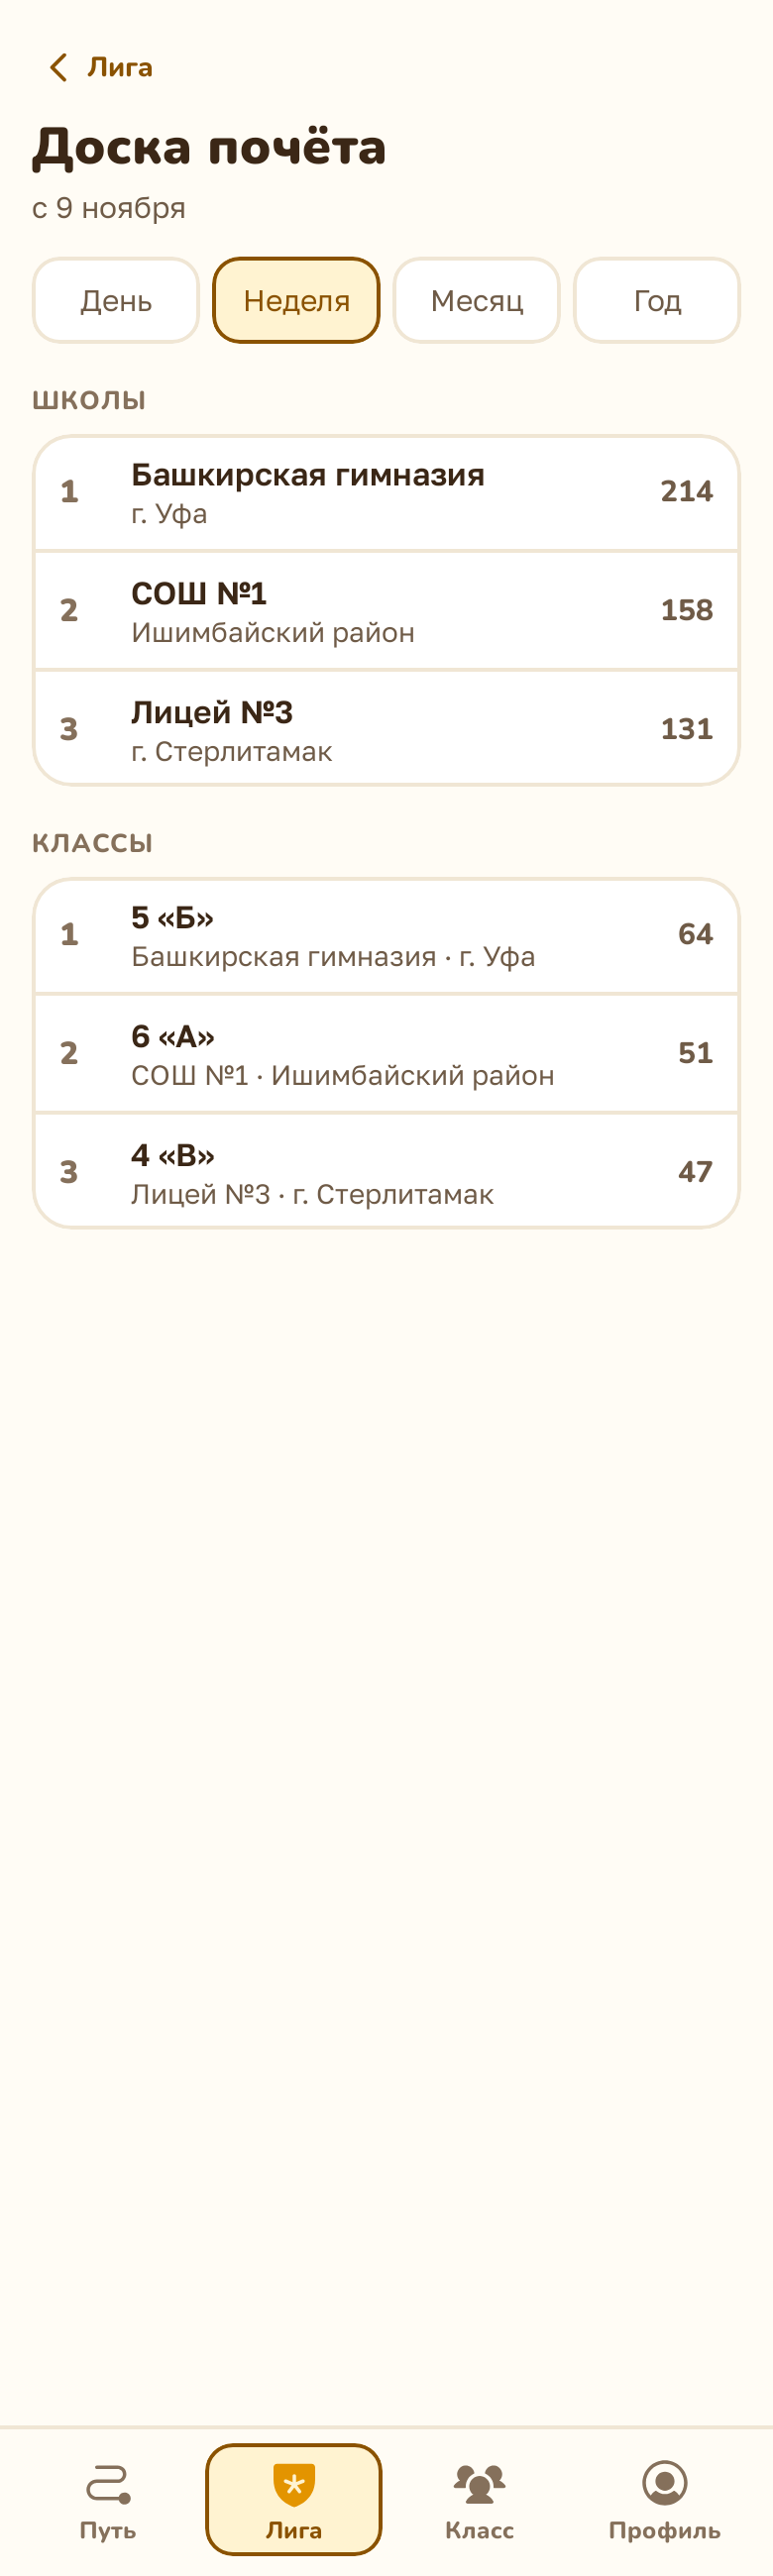 Лига
Доска почёта
с 9 ноября
День Неделя Месяц Год
ШКОЛЫ
1 Башкирская гимназия 214
г. Уфа
2 СОШ №1 158
Ишимбайский район
3 Лицей №3 131
г. Стерлитамак
КЛАССЫ
1 5 «Б» 64
Башкирская гимназия · г. Уфа
2 6 «А» 51
СОШ №1 · Ишимбайский район
3 4 «В» 47
Лицей №3 · г. Стерлитамак
Путь Лига Класс Профиль